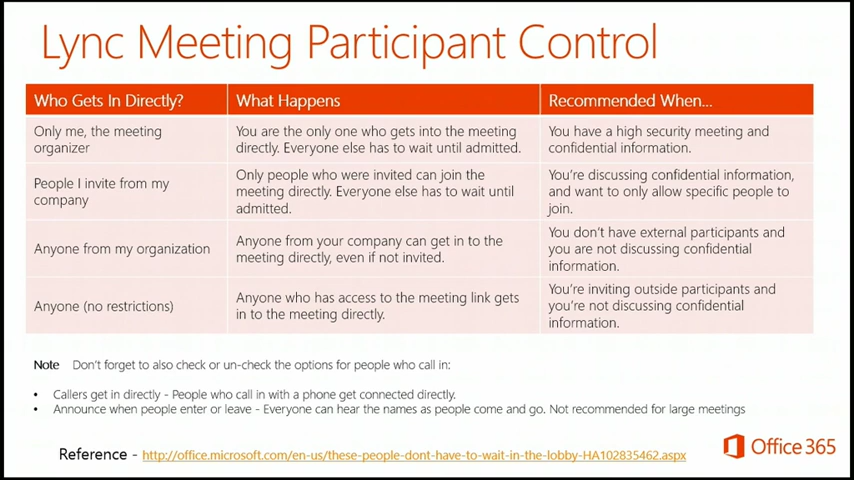 Lync Meeting Participant Control
Who Gets In Directly?
What Happens
Recommended When...
Only me, the meeting
organizer
You are the only one who gets into the meeting
directly. Everyone else has to wait until admitted.
You have a high security meeting and
confidential information.
People I invite from my
company
Only people who were invited can join the
meeting directly. Everyone else has to wait until
admitted.
You're discussing confidential information,
and want to only allow specific people to
join.
Anyone from my organization
Anyone from your company can get in to the
meeting directly, even if not invited.
You don't have external participants and
you are not discussing confidential
information.
Anyone (no restrictions)
Anyone who has access to the meeting link gets
in to the meeting directly.
You're inviting outside participants and
you're not discussing confidential
information.
Note Don't forget to also check or un-check the options for people who call in:
• Callers get in directly - People who call in with a phone get connected directly.
• Announce when people enter or leave - Everyone can hear the names as people come and go. Not recommended for large meetings
Reference - http://office.microsoft.com/en-us/these-people-dont-have-to-wait-in-the-lobby-HA102835462.aspx
Office 365